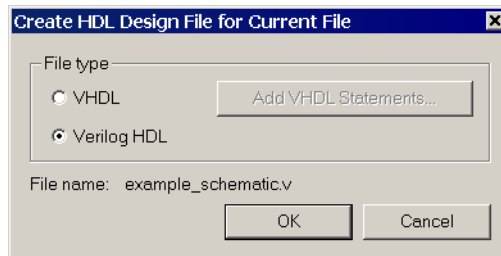 Create HDL Design File for Current File
File type
VHDL
Add VHDL Statements...
Verilog HDL
File name: example_schematic.v
OK
Cancel